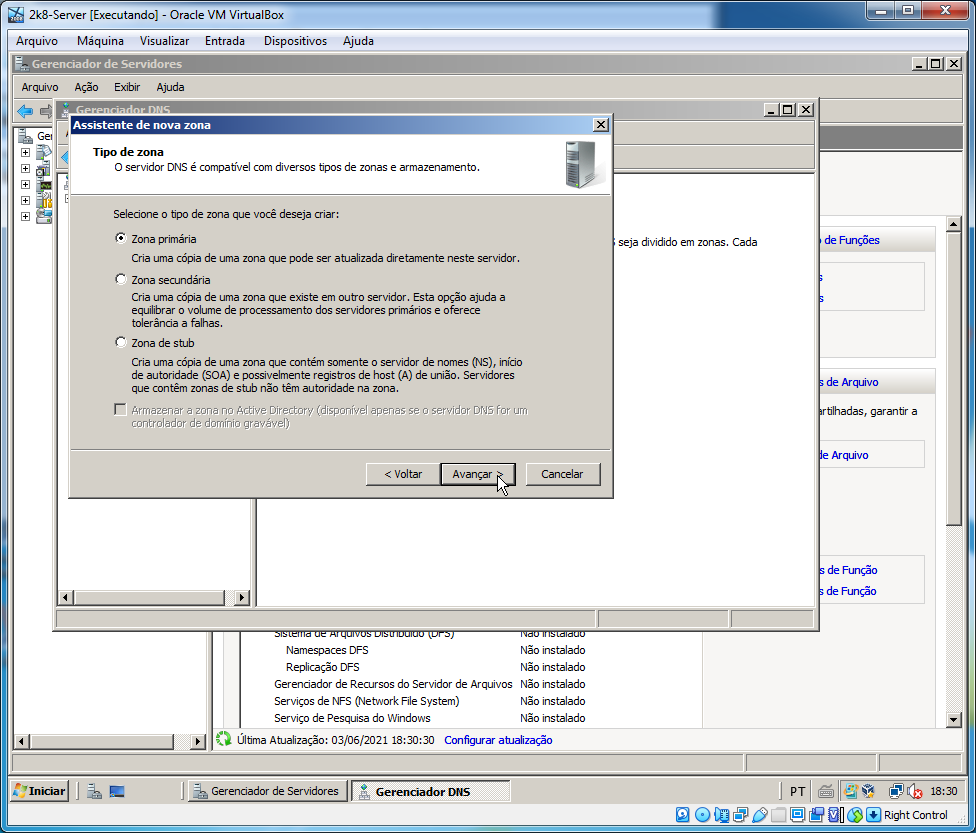 2k8-Server [Executando] - Oracle VM VirtualBox
Arquivo Máquina Visualizar Entrada Dispositivos Ajuda
Gerenciador de Servidores
Arquivo Ação Exibir Ajuda
Gerenciador DNS
Assistente de nova zona
Tipo de zona
O servidor DNS é compatível com diversos tipos de zonas e armazenamento.
Selecione o tipo de zona que você deseja criar:
Zona primária
Cria uma cópia de uma zona que pode ser atualizada diretamente neste servidor.
Zona secundária
Cria uma cópia de uma zona que existe em outro servidor. Esta opção ajuda a
equilibrar o volume de processamento dos servidores primários e oferece
tolerância a falhas.
Zona de stub
Cria uma cópia de uma zona que contém somente o servidor de nomes (NS), início
de autoridade (SOA) e possivelmente registros de host (A) de união. Servidores
que contêm zonas de stub não têm autoridade na zona.
Armazenar a zona no Active Directory (disponível apenas se o servidor DNS for um
controlador de domínio gravável)
< Voltar Avançar > Cancelar
seja dividido em zonas. Cada
de Funções
de Arquivo
garantir a
de Arquivo
de Função
de Função
Sistema de Arquivos Distribuído (DFS) Não instalado
Namespaces DFS Não instalado
Replicação DFS Não instalado
Gerenciador de Recursos do Servidor de Arquivos Não instalado
Serviços de NFS (Network File System) Não instalado
Serviço de Pesquisa do Windows Não instalado
Última Atualização: 03/06/2021 18:30:30 Configurar atualização
Iniciar Gerenciador de Servidores Gerenciador DNS PT 18:30
Right Control